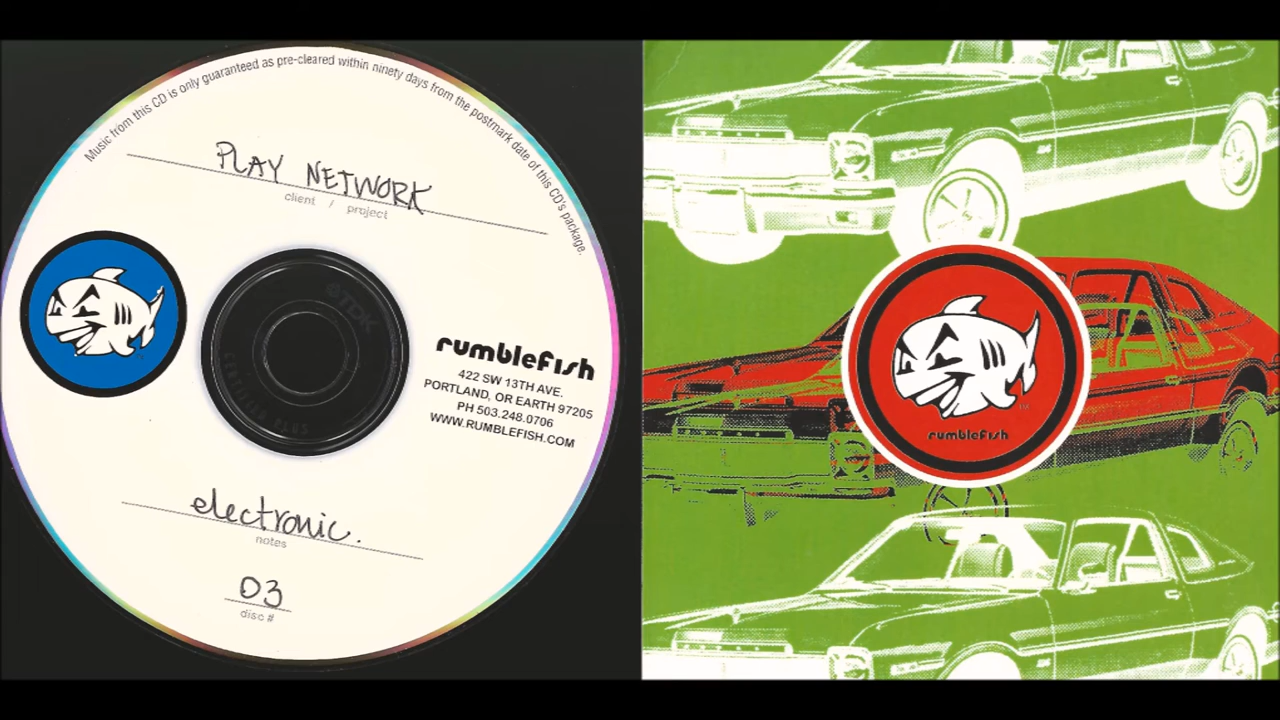 Music from this CD is only guaranteed as pre-cleared within ninety days from the postmark date of this CD's package.
PLAY NETWORK
client / project
TDK
rumblefish
422 SW 13TH AVE.
PORTLAND, OR EARTH 97205
PH 503.248.0706
WWW.RUMBLEFISH.COM
electronic.
notes
03
disc #
rumblefish
TM